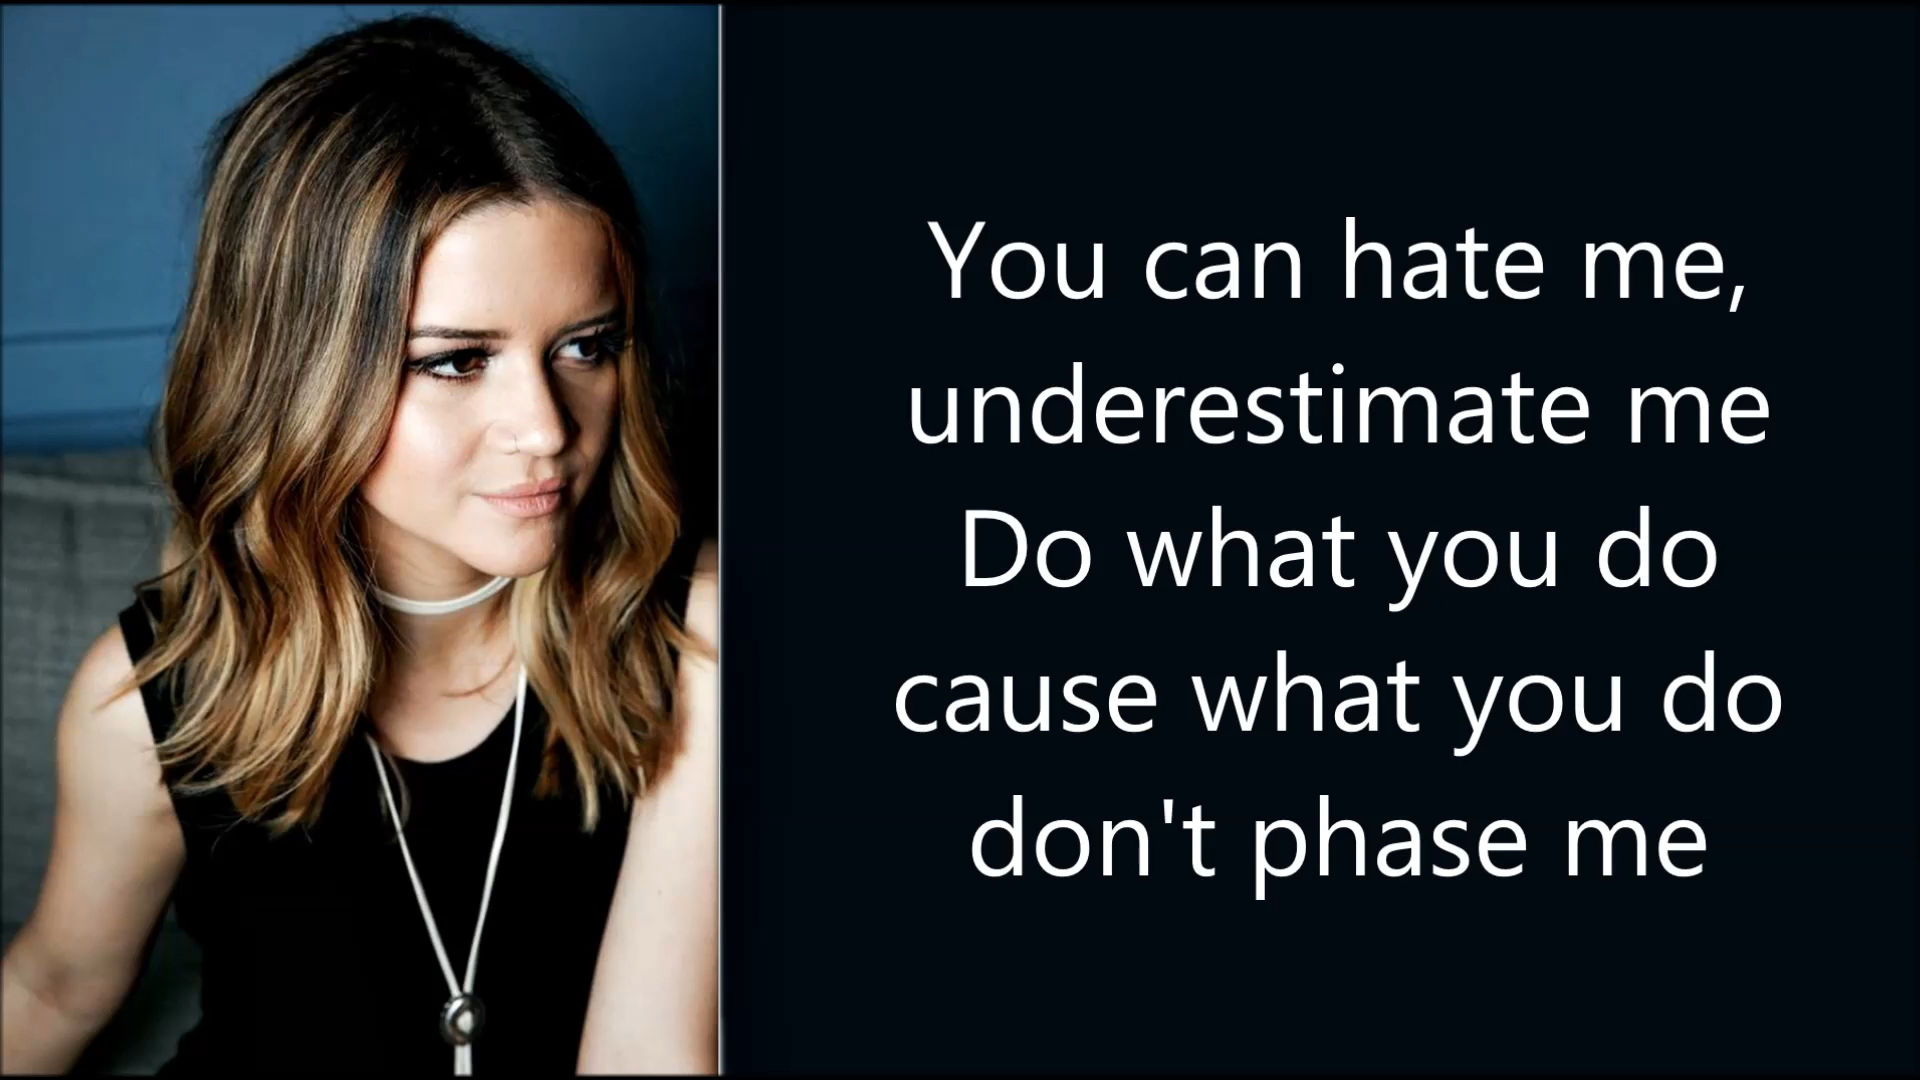 You can hate me,
underestimate me
Do what you do
cause what you do
don't phase me